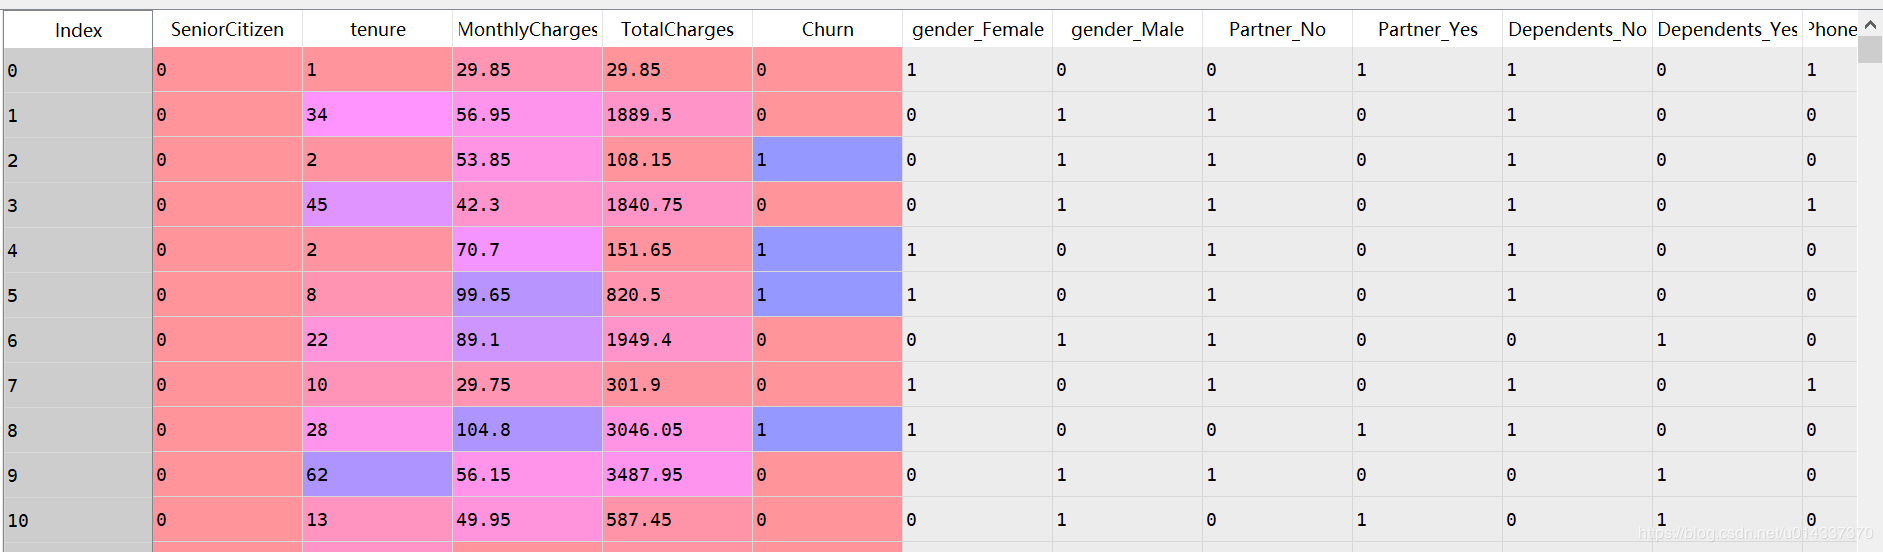 Index SeniorCitizen tenure MonthlyCharges TotalCharges Churn gender_Female gender_Male Partner_No Partner_Yes Dependents_No Dependents_Yes Phone
0 0 1 29.85 29.85 0 1 0 0 1 1 0 1
1 0 34 56.95 1889.5 0 0 1 1 0 1 0 0
2 0 2 53.85 108.15 1 0 1 1 0 1 0 0
3 0 45 42.3 1840.75 0 0 1 1 0 1 0 1
4 0 2 70.7 151.65 1 1 0 1 0 1 0 0
5 0 8 99.65 820.5 1 1 0 1 0 1 0 0
6 0 22 89.1 1949.4 0 0 1 1 0 0 1 0
7 0 10 29.75 301.9 0 1 0 1 0 1 0 1
8 0 28 104.8 3046.05 1 1 0 0 1 1 0 0
9 0 62 56.15 3487.95 0 0 1 1 0 0 1 0
10 0 13 49.95 587.45 0 0 1 0 1 0 1 0
https://blog.csdn.net/u014337370